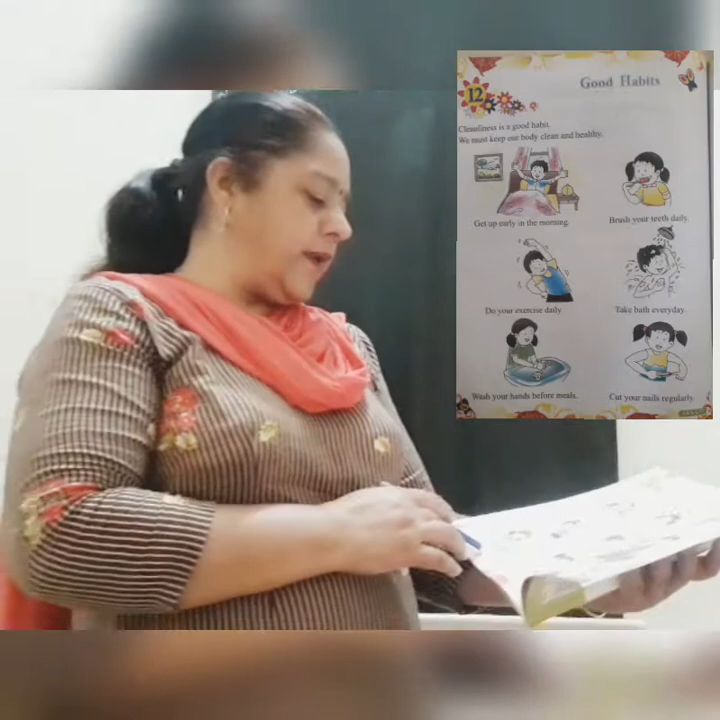 12
Good Habits
Cleanliness is a good habit.
We must keep our body clean and healthy.
Get up early in the morning.
Brush your teeth daily.
Do your exercise daily.
Take bath everyday.
Wash your hands before meals.
Cut your nails regularly.